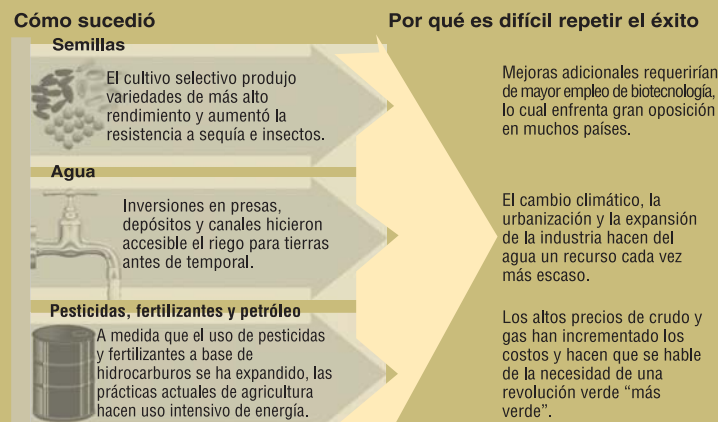 Cómo sucedió
Por qué es difícil repetir el éxito
Semillas
El cultivo selectivo produjo
variedades de más alto
rendimiento y aumentó la
resistencia a sequía e insectos.
Mejoras adicionales requerirían
de mayor empleo de biotecnología,
lo cual enfrenta gran oposición
en muchos países.
Agua
Inversiones en presas,
depósitos y canales hicieron
accesible el riego para tierras
antes de temporal.
El cambio climático, la
urbanización y la expansión
de la industria hacen del
agua un recurso cada vez
más escaso.
Pesticidas, fertilizantes y petróleo
A medida que el uso de pesticidas
y fertilizantes a base de
hidrocarburos se ha expandido, las
prácticas actuales de agricultura
hacen uso intensivo de energía.
Los altos precios de crudo y
gas han incrementado los
costos y hacen que se hable
de la necesidad de una
revolución verde “más
verde”.